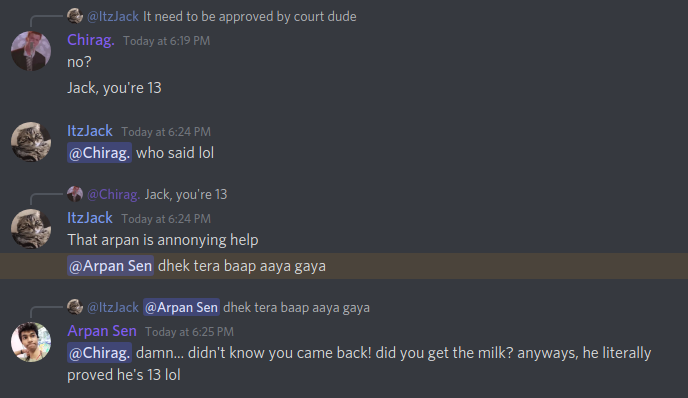 @ItzJack It need to be approved by court dude
Chirag. Today at 6:19 PM
no?
Jack, you're 13
ItzJack Today at 6:24 PM
@Chirag. who said lol
@Chirag. Jack, you're 13
ItzJack Today at 6:24 PM
That arpan is annonying help
@Arpan Sen dhek tera baap aaya gaya
@ItzJack @Arpan Sen dhek tera baap aaya gaya
Arpan Sen Today at 6:25 PM
@Chirag. damn... didn't know you came back! did you get the milk? anyways, he literally
proved he's 13 lol